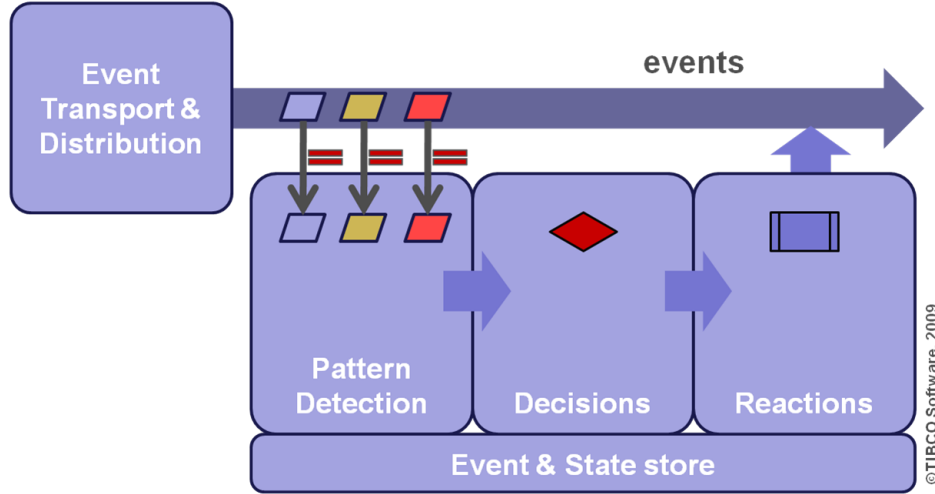 Event
Transport &
Distribution
events
Pattern
Detection
Decisions
Reactions
Event & State store
©TIBCO Software, 2009